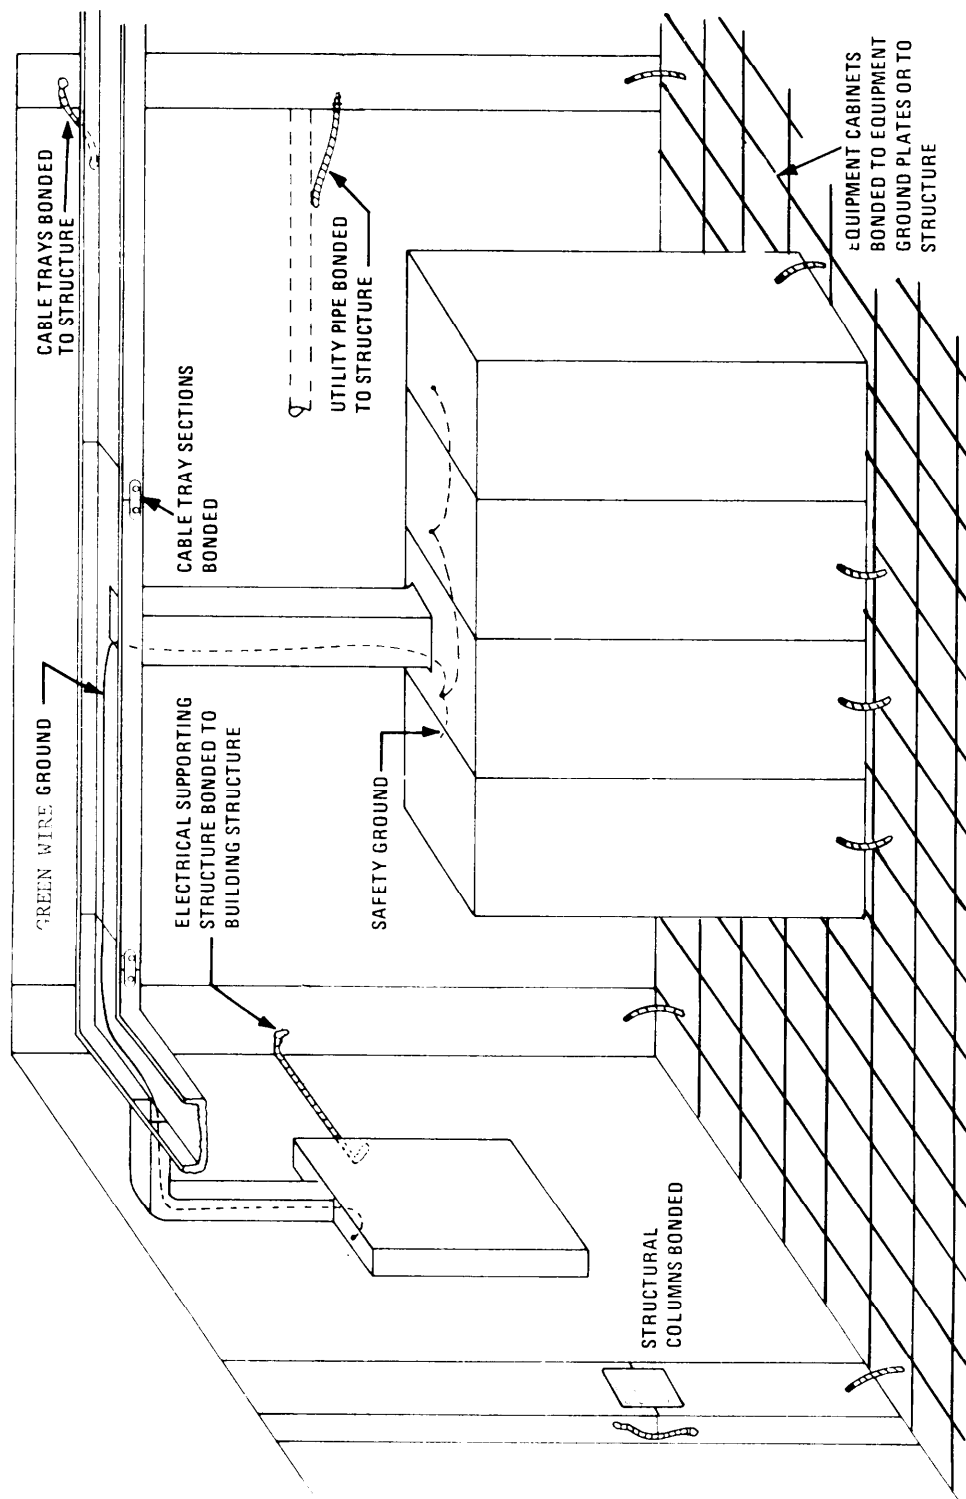 GREEN WIRE GROUND
CABLE TRAYS BONDED
TO STRUCTURE
CABLE TRAY SECTIONS
BONDED
ELECTRICAL SUPPORTING
STRUCTURE BONDED TO
BUILDING STRUCTURE
UTILITY PIPE BONDED
TO STRUCTURE
SAFETY GROUND
STRUCTURAL
COLUMNS BONDED
EQUIPMENT CABINETS
BONDED TO EQUIPMENT
GROUND PLATES OR TO
STRUCTURE